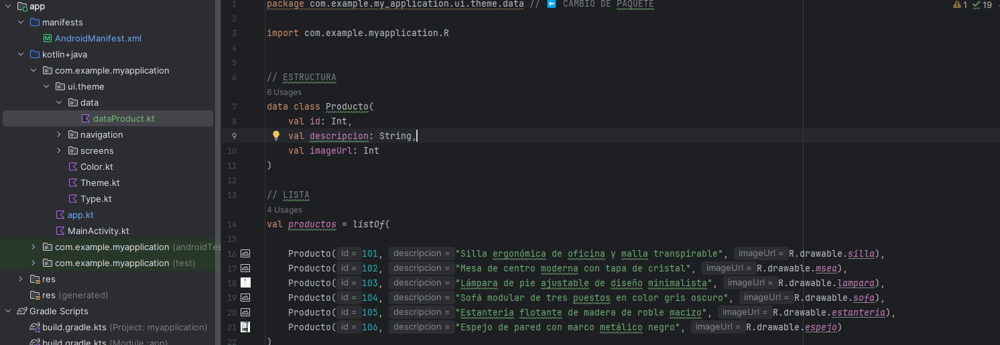 app
manifests
AndroidManifest.xml
kotlin+java
com.example.myapplication
ui.theme
data
dataProduct.kt
navigation
screens
Color.kt
Theme.kt
Type.kt
app.kt
MainActivity.kt
com.example.myapplication (androidTes
com.example.myapplication (test)
res
res (generated)
Gradle Scripts
build.gradle.kts (Project: myapplication)
build.gradle.kts (Module :app)
1 package com.example.my_application.ui.theme.data // ⬅️ CAMBIO DE PAQUETE
1 19
2
3 import com.example.myapplication.R
4
5
6 // ESTRUCTURA
6 Usages
7 data class Producto(
8 val id: Int,
9 val descripcion: String,
10 val imageUrl: Int
11 )
12
13 // LISTA
4 Usages
14 val productos = listOf(
15
16 Producto( id = 101, descripcion = "Silla ergonómica de oficina y malla transpirable", imageUrl = R.drawable.silla),
17 Producto( id = 102, descripcion = "Mesa de centro moderna con tapa de cristal", imageUrl = R.drawable.msea),
18 Producto( id = 103, descripcion = "Lámpara de pie ajustable de diseño minimalista", imageUrl = R.drawable.lampara),
19 Producto( id = 104, descripcion = "Sofá modular de tres puestos en color gris oscuro", imageUrl = R.drawable.sofa),
20 Producto( id = 105, descripcion = "Estantería flotante de madera de roble macizo", imageUrl = R.drawable.estanteria),
21 Producto( id = 106, descripcion = "Espejo de pared con marco metálico negro", imageUrl = R.drawable.espejo)
22 )